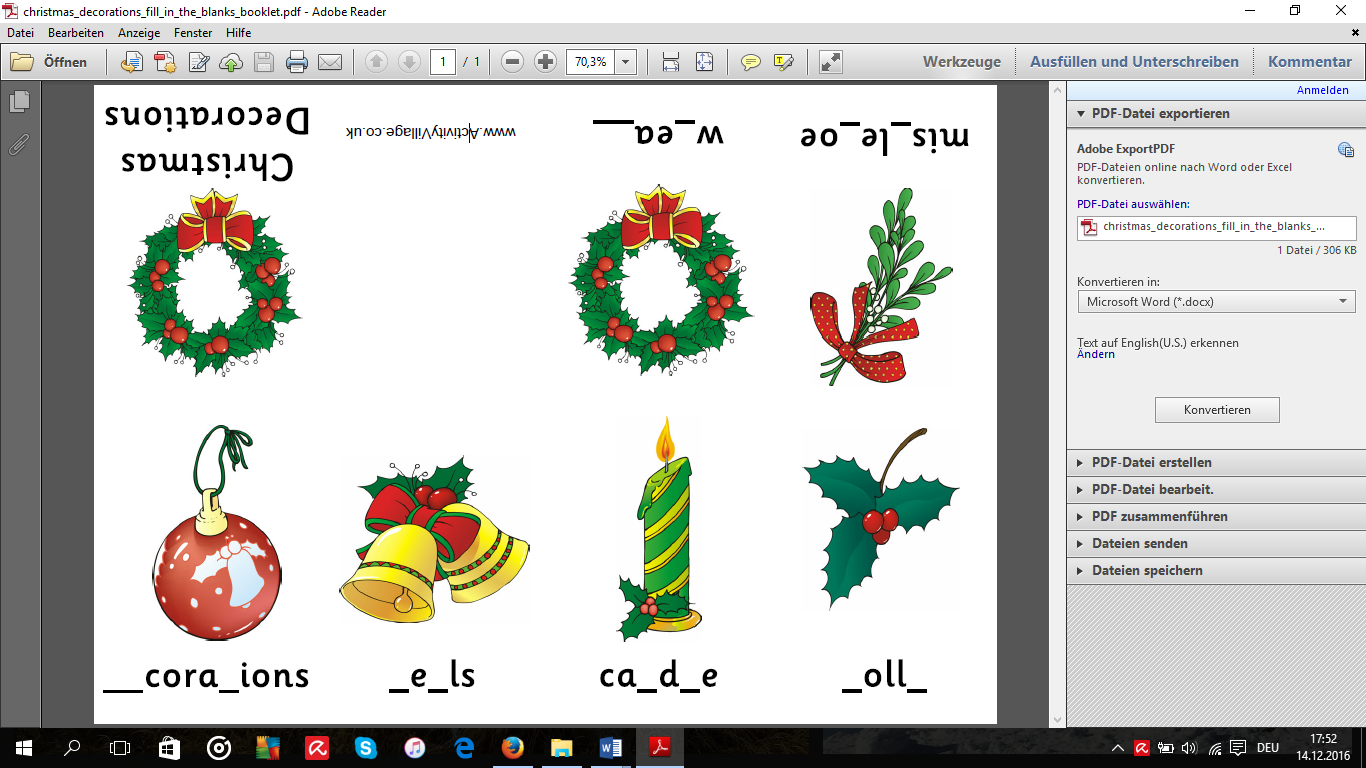 christmas_decorations_fill_in_the_blanks_booklet.pdf - Adobe Reader
Datei Bearbeiten Anzeige Fenster Hilfe
Öffnen 1 / 1 70,3% Werkzeuge Ausfüllen und Unterschreiben Kommentar
Christmas
Decorations
www.ActivityVillage.co.uk
w_ea__
mis_le_oe
__cora_ions
_e_ls
ca_d_e
_oll_
Anmelden
PDF-Datei exportieren
Adobe ExportPDF
PDF-Dateien online nach Word oder Excel
konvertieren.
PDF-Datei auswählen:
christmas_decorations_fill_in_the_blanks_...
1 Datei / 306 KB
Konvertieren in:
Microsoft Word (*.docx)
Text auf English(U.S.) erkennen
Ändern
Konvertieren
PDF-Datei erstellen
PDF-Datei bearbeit.
PDF zusammenführen
Dateien senden
Dateien speichern
DEU
17:52
14.12.2016